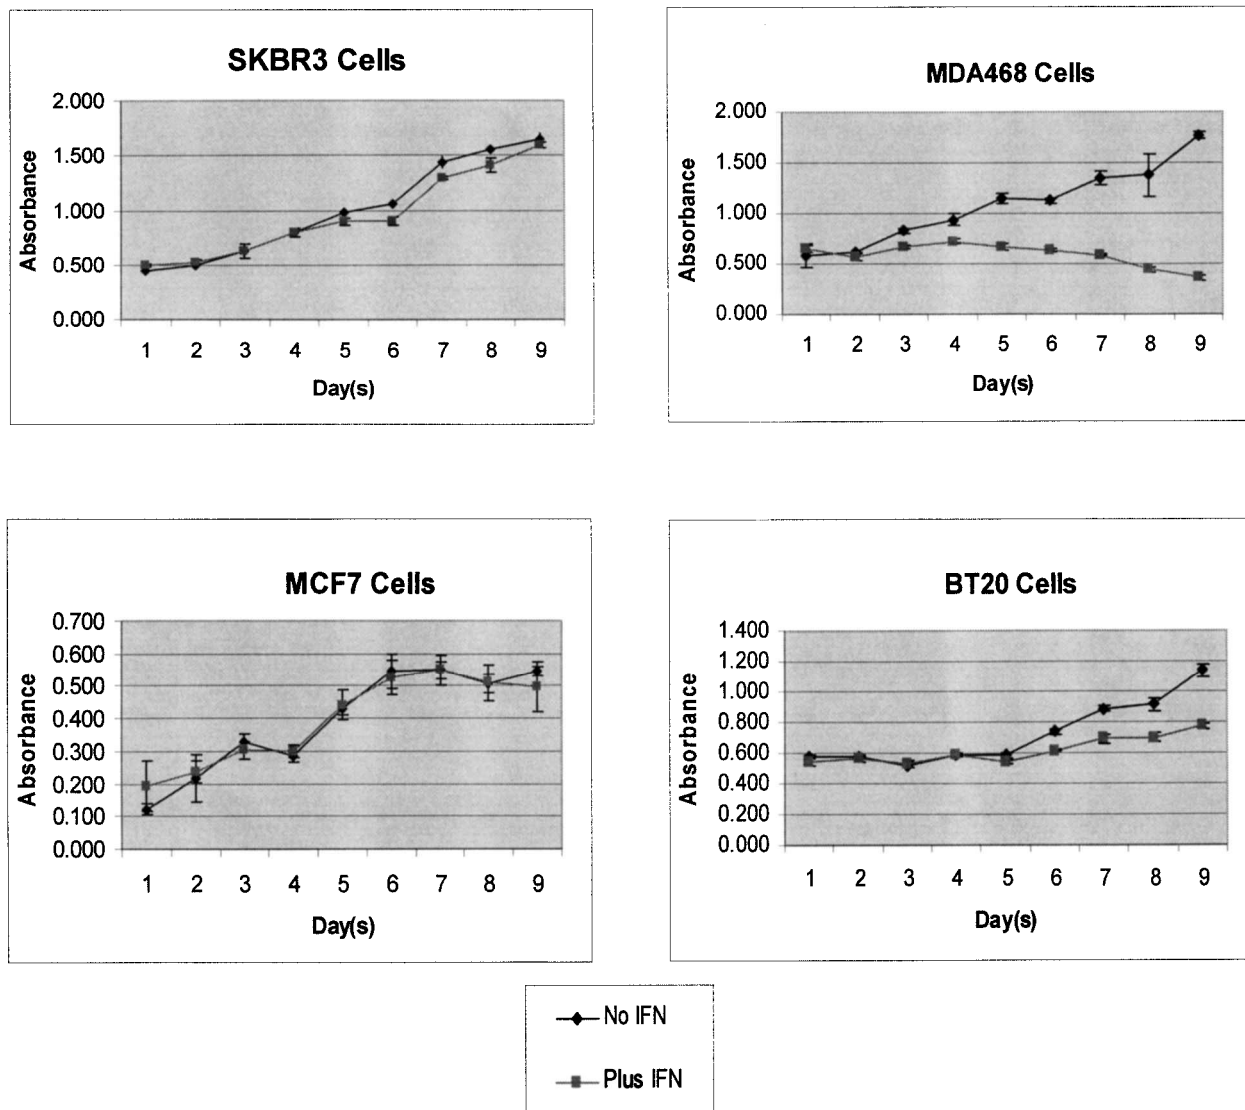 SKBR3 Cells
2.000
1.500
1.000
0.500
0.000
Absorbance
1 2 3 4 5 6 7 8 9
Day(s)
MDA468 Cells
2.000
1.500
1.000
0.500
0.000
Absorbance
1 2 3 4 5 6 7 8 9
Day(s)
MCF7 Cells
0.700
0.600
0.500
0.400
0.300
0.200
0.100
0.000
Absorbance
1 2 3 4 5 6 7 8 9
Day(s)
BT20 Cells
1.400
1.200
1.000
0.800
0.600
0.400
0.200
0.000
Absorbance
1 2 3 4 5 6 7 8 9
Day(s)
No IFN
Plus IFN